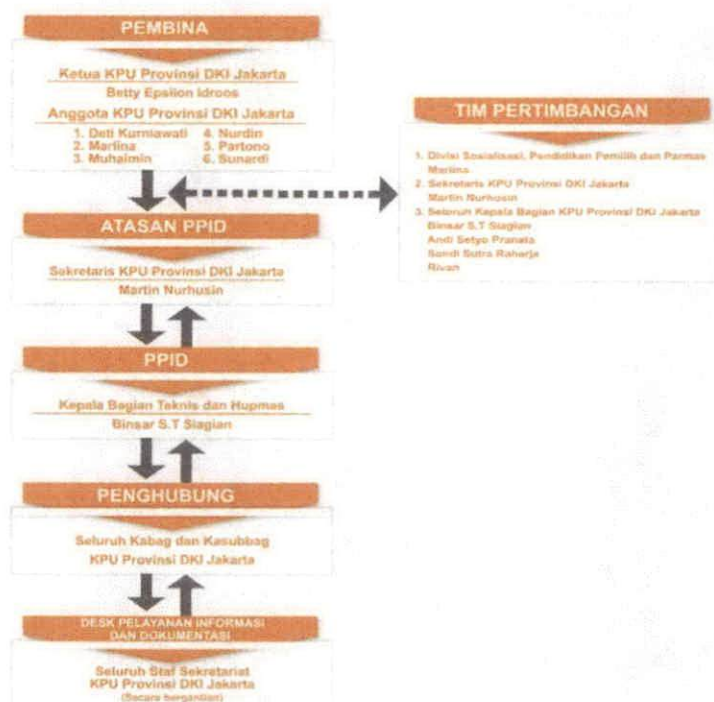 PEMBINA
Ketua KPU Provinsi DKI Jakarta
Betty Epsilon Idroos
Anggota KPU Provinsi DKI Jakarta
1. Deti Kurniawati 4. Nurdin
2. Marlina 5. Partono
3. Muhaimin 6. Sunardi
TIM PERTIMBANGAN
1. Divisi Sosialisasi, Pendidikan Pemilih dan Parmas
Marlina
2. Sekretaris KPU Provinsi DKI Jakarta
Martin Nurhusin
3. Seluruh Kepala Bagian KPU Provinsi DKI Jakarta
Binsar S.T Siagian
Andi Setyo Pranata
Sandi Sutra Raharja
Rivan
ATASAN PPID
Sekretaris KPU Provinsi DKI Jakarta
Martin Nurhusin
PPID
Kepala Bagian Teknis dan Hupmas
Binsar S.T Siagian
PENGHUBUNG
Seluruh Kabag dan Kasubbag
KPU Provinsi DKI Jakarta
DESK PELAYANAN INFORMASI
DAN DOKUMENTASI
Seluruh Staf Sekretariat
KPU Provinsi DKI Jakarta
(Secara bergantian)